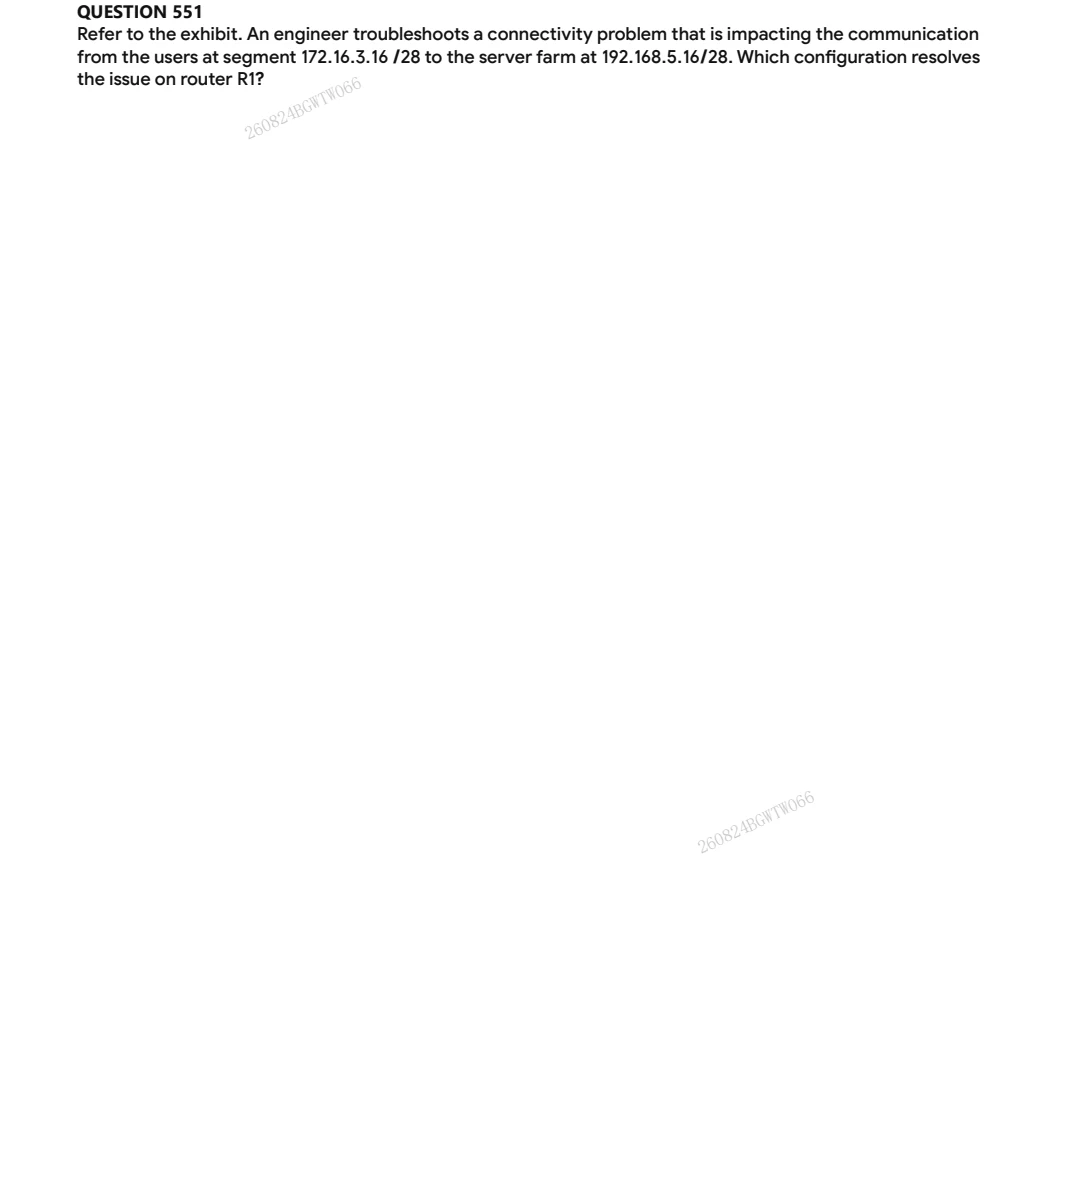 QUESTION 551
Refer to the exhibit. An engineer troubleshoots a connectivity problem that is impacting the communication
from the users at segment 172.16.3.16 /28 to the server farm at 192.168.5.16/28. Which configuration resolves
the issue on router R1?
260824BGWTW066
260824BGWTW066